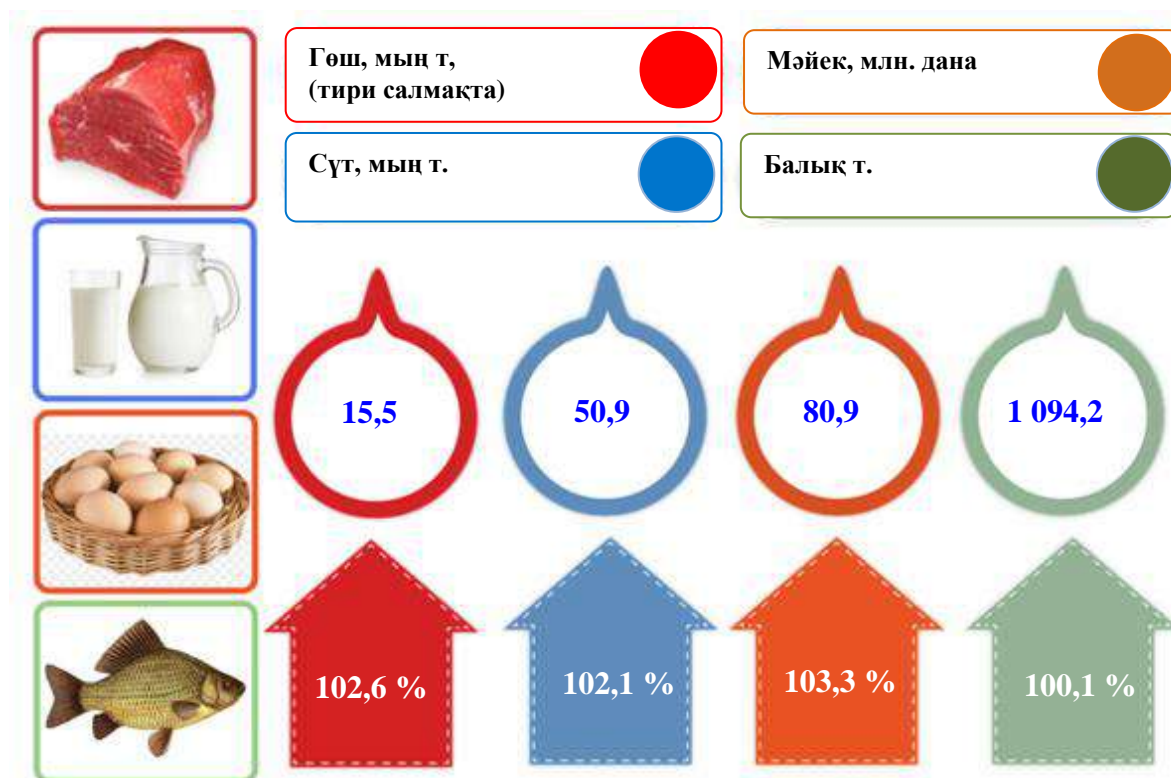 Гөш, мың т,
(тири салмақта)
Мәйек, млн. дана
Сүт, мың т.
Балық т.
15,5
50,9
80,9
1 094,2
102,6 %
102,1 %
103,3 %
100,1 %